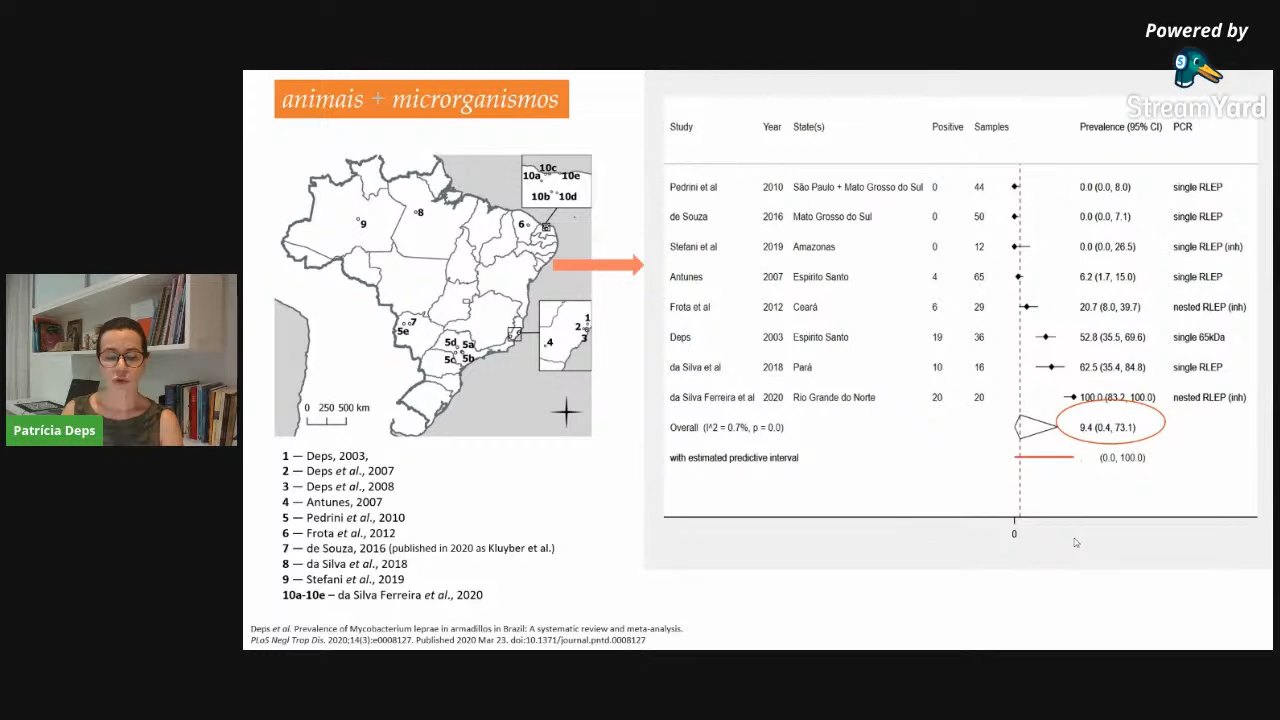 Powered by
StreamYard
animais + microrganismos
10c
10a 10e
10b 10d
9
8
6
7
5e
5d 5a
5c 5b
1
2
3
4
0 250 500 km
Study Year State(s) Positive Samples Prevalence (95% CI) PCR
Pedrini et al 2010 São Paulo + Mato Grosso do Sul 0 44 0.0 (0.0, 8.0) single RLEP
de Souza 2016 Mato Grosso do Sul 0 50 0.0 (0.0, 7.1) single RLEP
Stefani et al 2019 Amazonas 0 12 0.0 (0.0, 26.5) single RLEP (inh)
Antunes 2007 Espirito Santo 4 65 6.2 (1.7, 15.0) single RLEP
Frota et al 2012 Ceará 6 29 20.7 (8.0, 39.7) nested RLEP (inh)
Deps 2003 Espirito Santo 19 36 52.8 (35.5, 69.6) single 65kDa
da Silva et al 2018 Pará 10 16 62.5 (35.4, 84.8) single RLEP
da Silva Ferreira et al 2020 Rio Grande do Norte 20 20 100.0 (83.2, 100.0) nested RLEP (inh)
Overall (I^2 = 0.7%, p = 0.0) 9.4 (0.4, 73.1)
with estimated predictive interval . (0.0, 100.0)
0
1 — Deps, 2003,
2 — Deps et al., 2007
3 — Deps et al., 2008
4 — Antunes, 2007
5 — Pedrini et al., 2010
6 — Frota et al., 2012
7 — de Souza, 2016 (published in 2020 as Kluyber et al.)
8 — da Silva et al., 2018
9 — Stefani et al., 2019
10a-10e – da Silva Ferreira et al., 2020
Deps et al. Prevalence of Mycobacterium leprae in armadillos in Brazil: A systematic review and meta-analysis.
PLoS Negl Trop Dis. 2020;14(3):e0008127. Published 2020 Mar 23. doi:10.1371/journal.pntd.0008127
Patrícia Deps